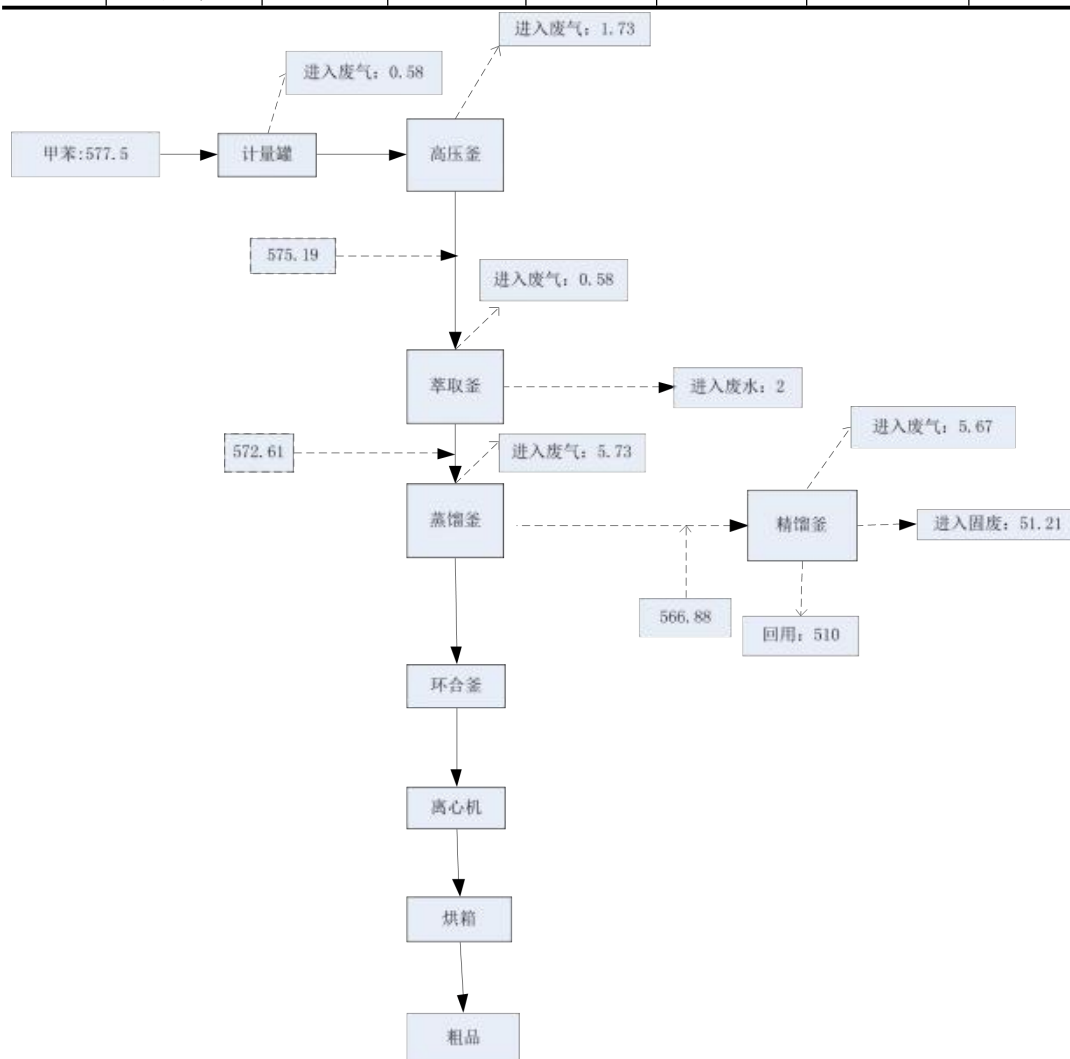 进入废气：1.73
进入废气：0.58
甲苯:577.5
计量罐
高压釜
575.19
进入废气：0.58
萃取釜
进入废水：2
进入废气：5.67
572.61
进入废气：5.73
蒸馏釜
精馏釜
进入固废：51.21
566.88
回用：510
环合釜
离心机
烘箱
粗品